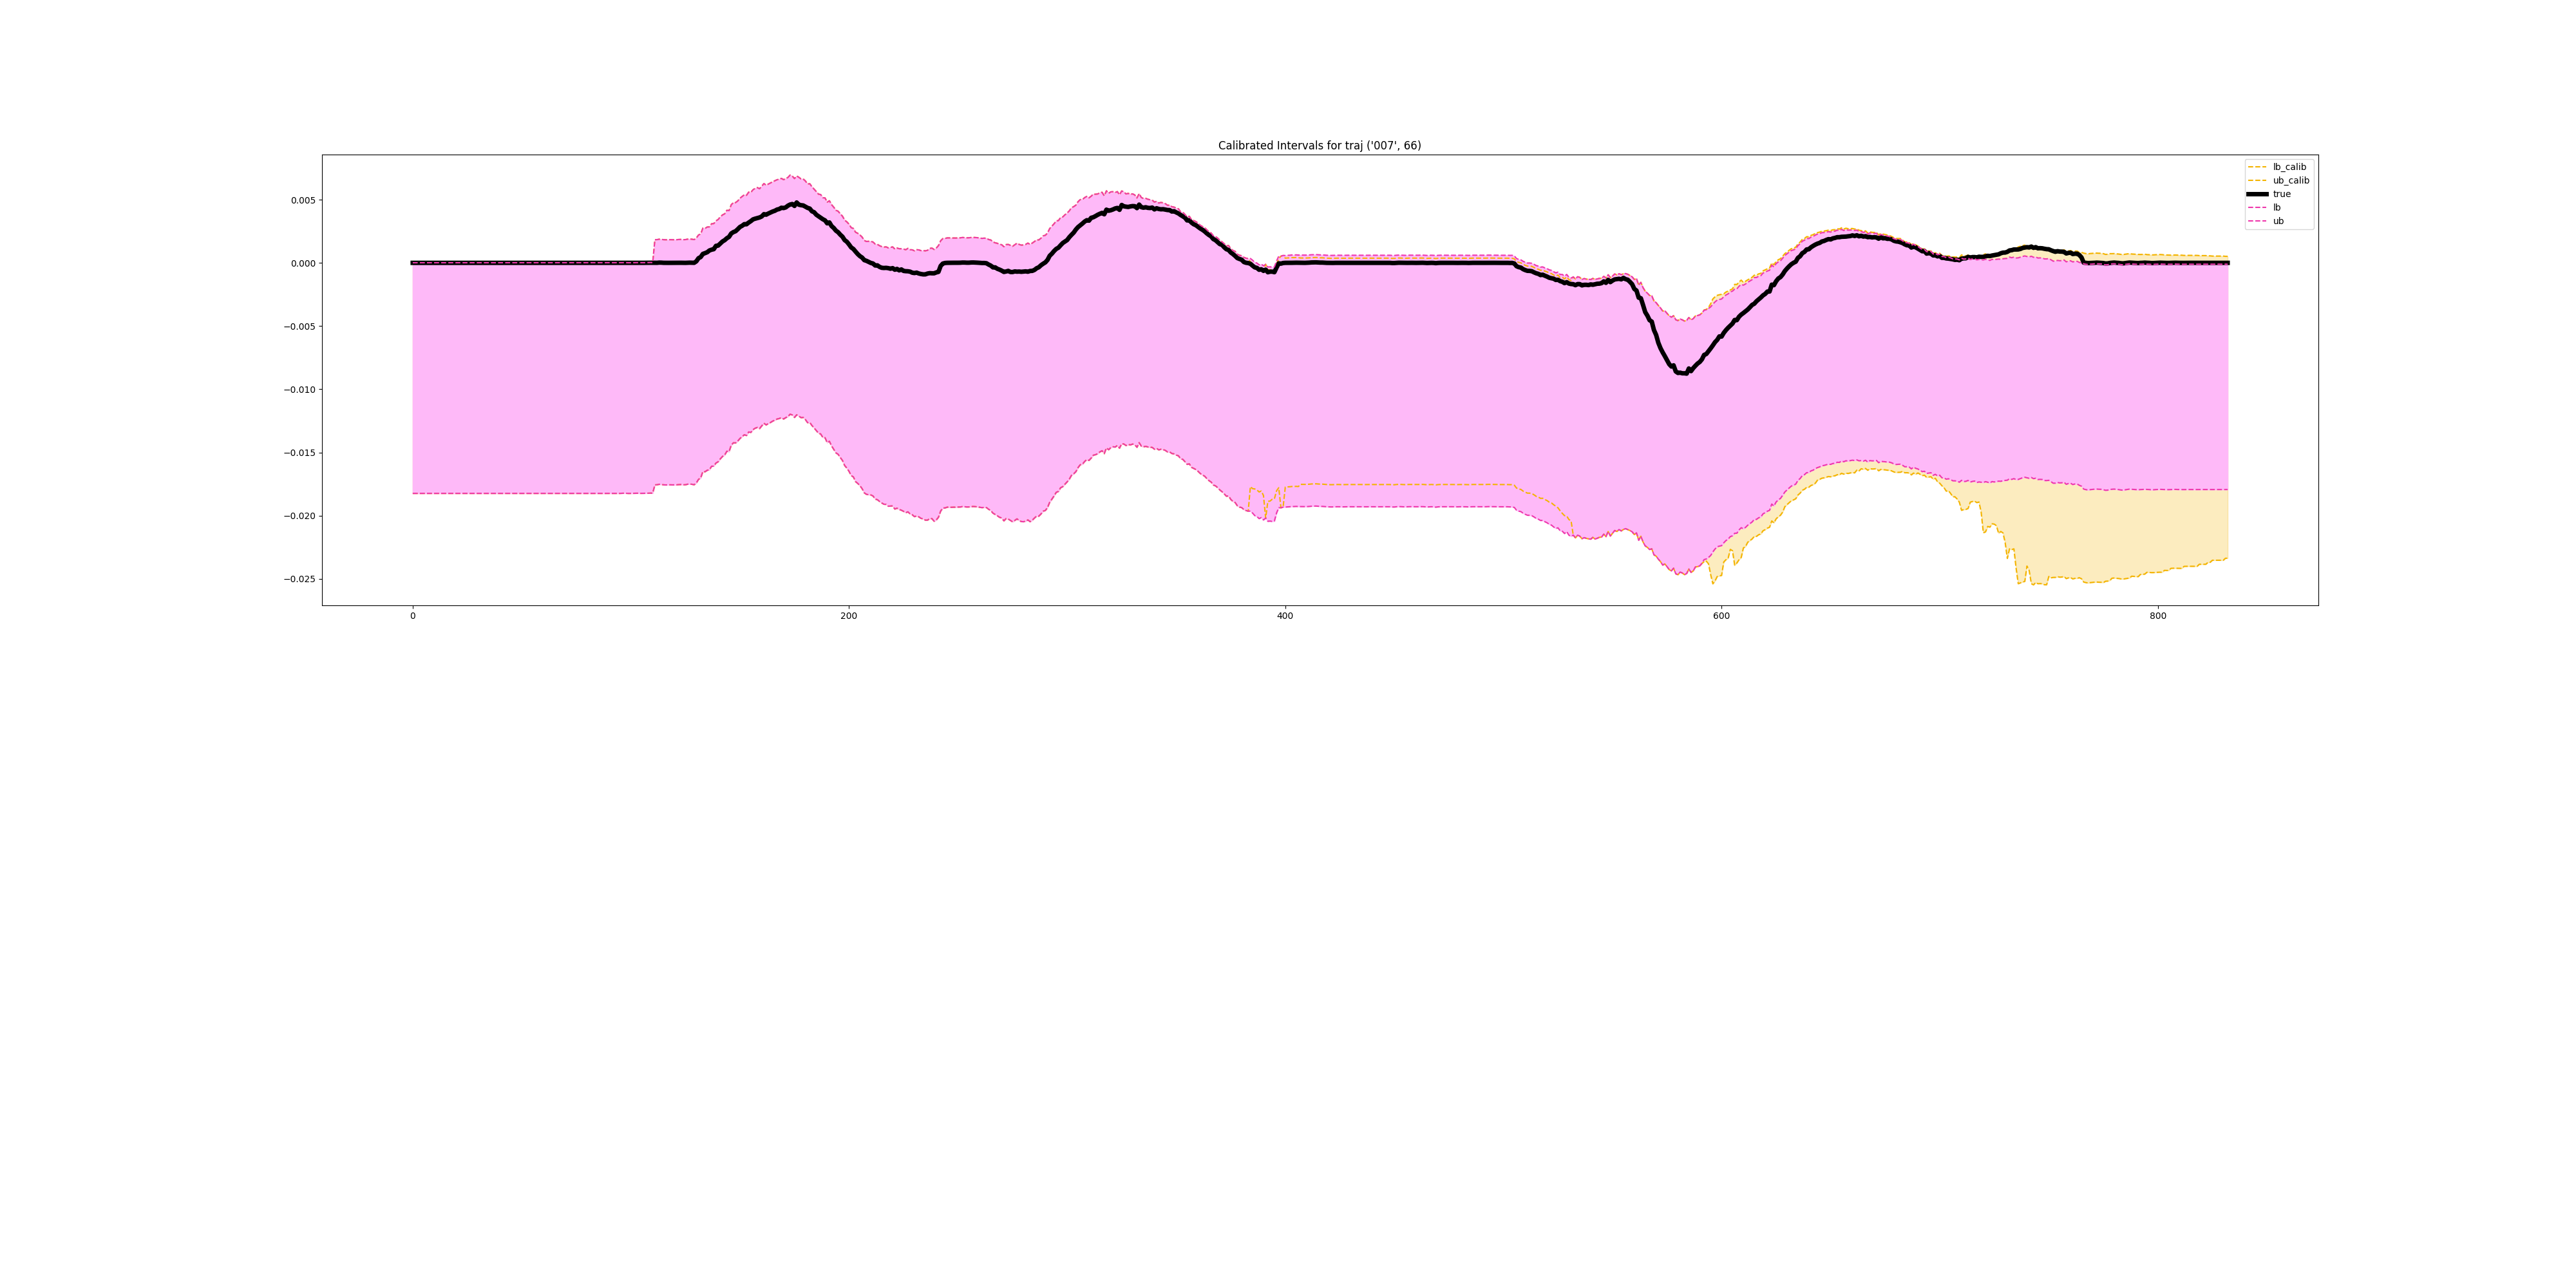 Calibrated Intervals for traj ('007', 66)
lb_calib
ub_calib
true
lb
ub
0.005
0.000
−0.005
−0.010
−0.015
−0.020
−0.025
0 200 400 600 800